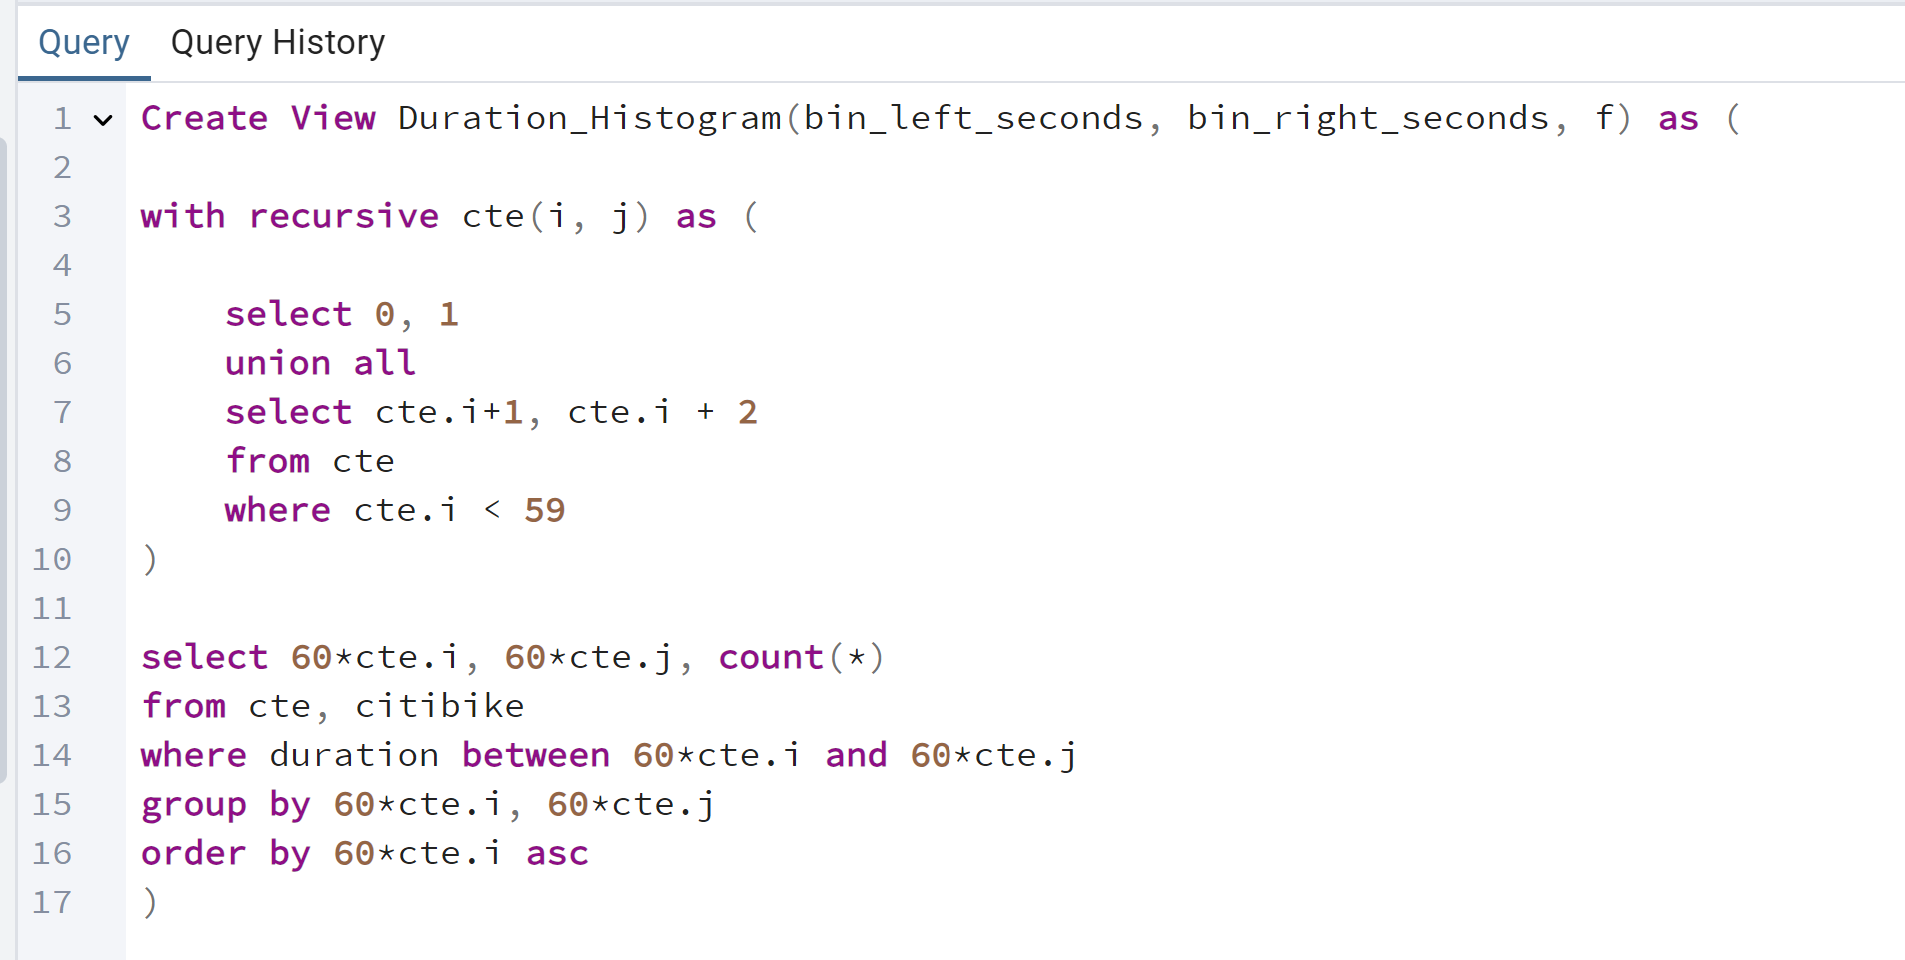 Query Query History
1 Create View Duration_Histogram(bin_left_seconds, bin_right_seconds, f) as (
2
3 with recursive cte(i, j) as (
4
5     select 0, 1
6     union all
7     select cte.i+1, cte.i + 2
8     from cte
9     where cte.i < 59
10 )
11
12 select 60*cte.i, 60*cte.j, count(*)
13 from cte, citibike
14 where duration between 60*cte.i and 60*cte.j
15 group by 60*cte.i, 60*cte.j
16 order by 60*cte.i asc
17 )